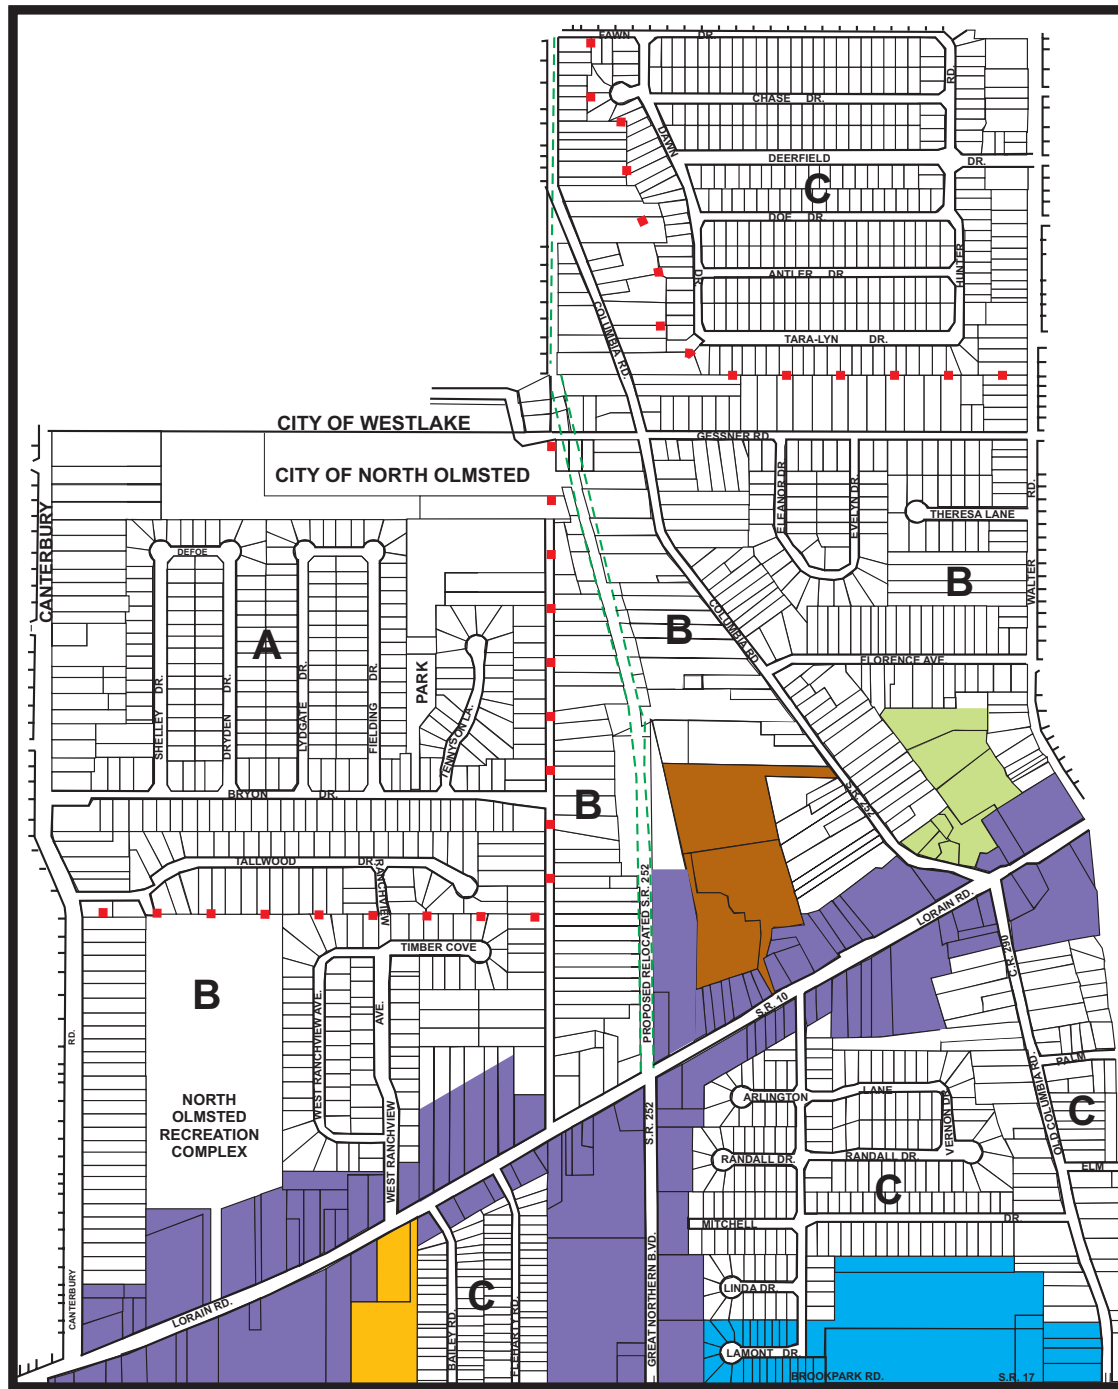 FAWN DR.
RD.
CHASE DR.
DAWN
DEERFIELD DR.
C
DOE DR
HUNTER
DR.
ANTLER DR
COLUMBIA RD.
TARA-LYN DR.
CITY OF WESTLAKE
GESSNER RD
CITY OF NORTH OLMSTED
ELEANOR DR
EVELYN DR.
RD.
THERESA LANE
CANTERBURY
DEFOE
B
WALTER
COLUMBIA RD
B
A
PARK
FLORENCE AVE
SHELLEY DR.
DRYDEN DR.
LYDGATE DR.
FIELDING DR.
TENNYSON LA.
BRYON DR.
B
S.R. 252
TALLWOOD DR.
RANCHVIEW
PROPOSED RELOCATED S.R. 252
LORAIN RD.
TIMBER COVE
C.R. 290
B
WEST RANCHVIEW AVE.
AVE.
S.R. 10
RD.
PALM
NORTH
OLMSTED
RECREATION
COMPLEX
ARLINGTON LANE
VERNON DR.
C
S.R. 252
OLD COLUMBIA RD.
WEST RANCHVIEW
RANDALL DR.
RANDALL DR.
ELM
C
MITCHELL DR.
CANTERBURY
LORAIN RD.
C
BAILEY RD
FLEHARTY RD.
GREAT NORTHERN B.VD.
LINDA DR.
LAMONT DR.
BROOKPARK RD.
S.R. 17